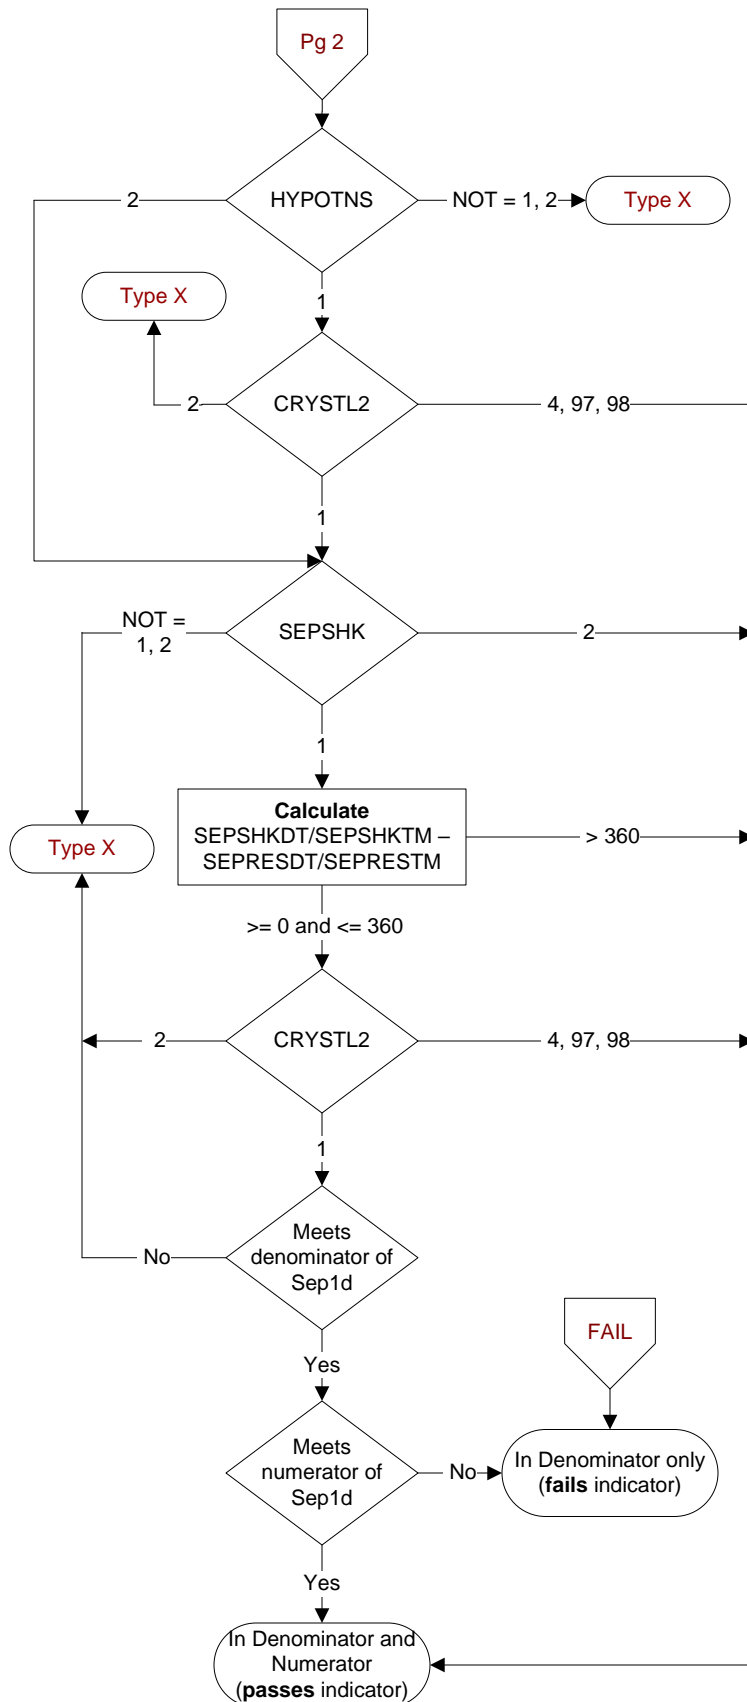 Pg 2
HYPOTNS
2
NOT = 1, 2
Type X
Type X
1
CRYSTL2
2
4, 97, 98
1
NOT =
1, 2
SEPSHK
2
1
Calculate
SEPSHKDT/SEPSHKTM –
SEPRESDT/SEPRESTM
> 360
Type X
>= 0 and <= 360
2
CRYSTL2
4, 97, 98
1
Meets
denominator of
Sep1d
No
FAIL
Yes
Meets
numerator of
Sep1d
No
In Denominator only
(fails indicator)
Yes
In Denominator and
Numerator
(passes indicator)